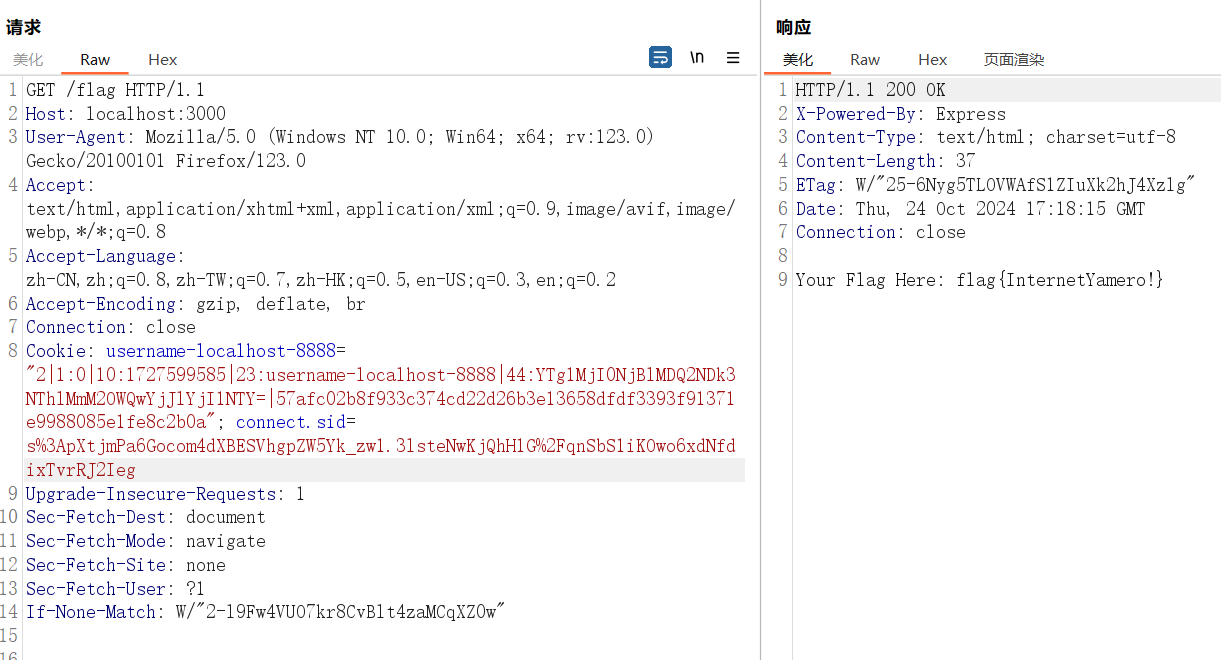 请求
美化 Raw Hex \n
1 GET /flag HTTP/1.1
2 Host: localhost:3000
3 User-Agent: Mozilla/5.0 (Windows NT 10.0; Win64; x64; rv:123.0)
Gecko/20100101 Firefox/123.0
4 Accept:
text/html,application/xhtml+xml,application/xml;q=0.9,image/avif,image/
webp,*/*;q=0.8
5 Accept-Language:
zh-CN,zh;q=0.8,zh-TW;q=0.7,zh-HK;q=0.5,en-US;q=0.3,en;q=0.2
6 Accept-Encoding: gzip, deflate, br
7 Connection: close
8 Cookie: username-localhost-8888=
"2|1:0|10:1727599585|23:username-localhost-8888|44:YTg1MjI0NjBlMDQ2NDk3
NThlMmM2OWQwYjJlYjI1NTY=|57afc02b8f933c374cd22d26b3e13658dfdf3393f91371
e9988085e1fe8c2b0a"; connect.sid=
s%3ApXtjmPa6Gocom4dXBESVhgpZW5Yk_zwl.3lsteNwKjQhHlG%2FqnSbSliKOwo6xdNfd
ixTvrRJ2Ieg
9 Upgrade-Insecure-Requests: 1
10 Sec-Fetch-Dest: document
11 Sec-Fetch-Mode: navigate
12 Sec-Fetch-Site: none
13 Sec-Fetch-User: ?1
14 If-None-Match: W/"2-l9Fw4VUO7kr8CvBlt4zaMCqXZ0w"
15
16
响应
美化 Raw Hex 页面渲染
1 HTTP/1.1 200 OK
2 X-Powered-By: Express
3 Content-Type: text/html; charset=utf-8
4 Content-Length: 37
5 ETag: W/"25-6Nyg5TL0VWAfSlZIuXk2hJ4Xzlg"
6 Date: Thu, 24 Oct 2024 17:18:15 GMT
7 Connection: close
8
9 Your Flag Here: flag{InternetYamero!}